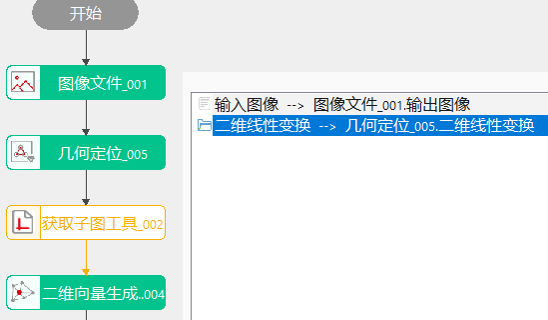 开始
图像文件_001
几何定位_005
获取子图工具_002
二维向量生成..004
输入图像 --> 图像文件_001.输出图像
二维线性变换 --> 几何定位_005.二维线性变换